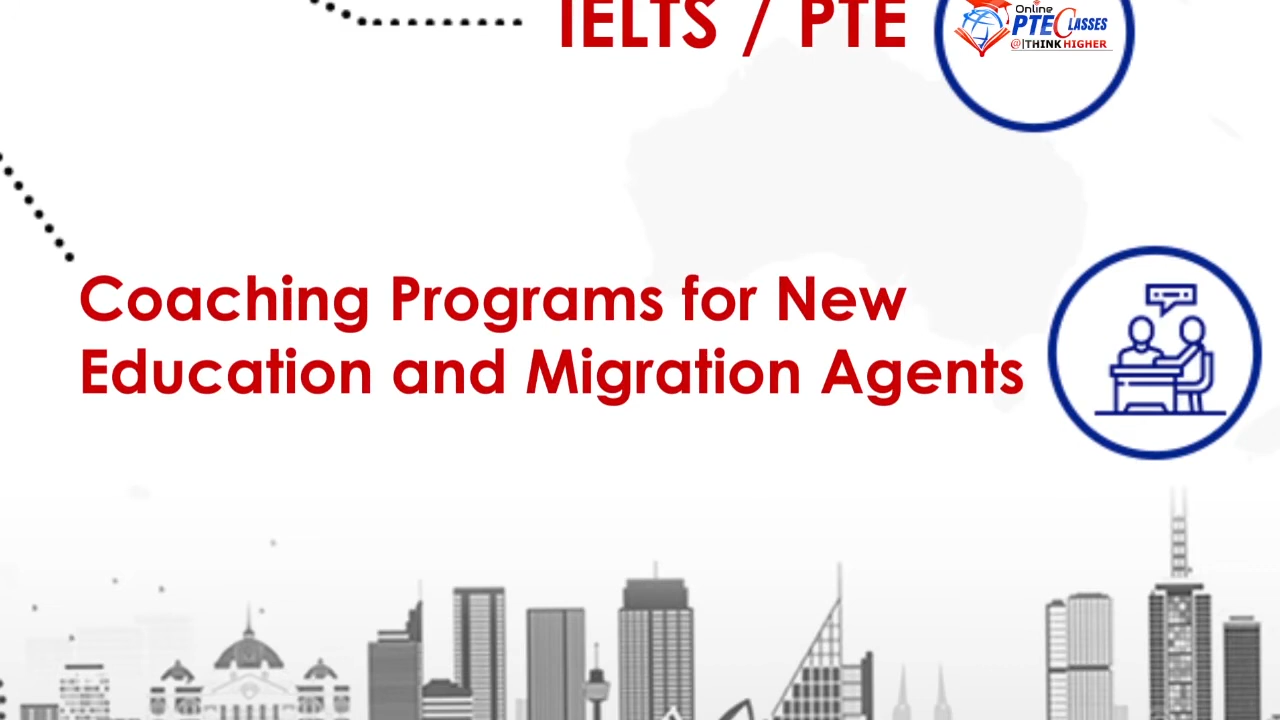 IELTS / PTE
Online
PTE CLASSES
@|THINK HIGHER
Coaching Programs for New
Education and Migration Agents